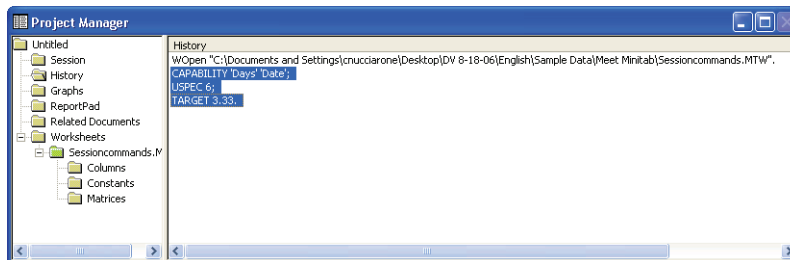 Project Manager
Untitled
Session
History
Graphs
ReportPad
Related Documents
Worksheets
Sessioncommands.M
Columns
Constants
Matrices
History
WOpen "C:\Documents and Settings\cnucciarone\Desktop\DV 8-18-06\English\Sample Data\Meet Minitab\Sessioncommands.MTW".
CAPABILITY 'Days' 'Date';
USPEC 6;
TARGET 3.33.